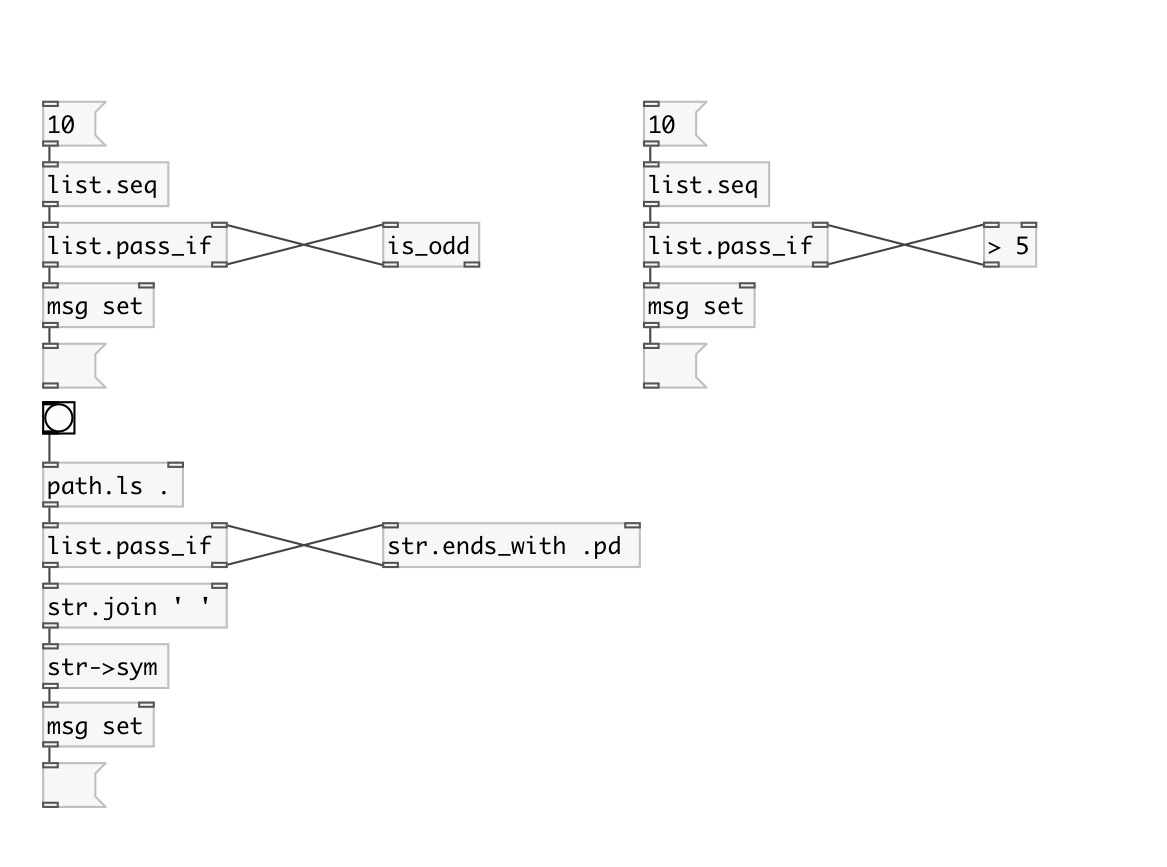 10
list.seq
list.pass_if
is_odd
msg set
10
list.seq
list.pass_if
> 5
msg set
path.ls .
list.pass_if
str.ends_with .pd
str.join ' '
str->sym
msg set